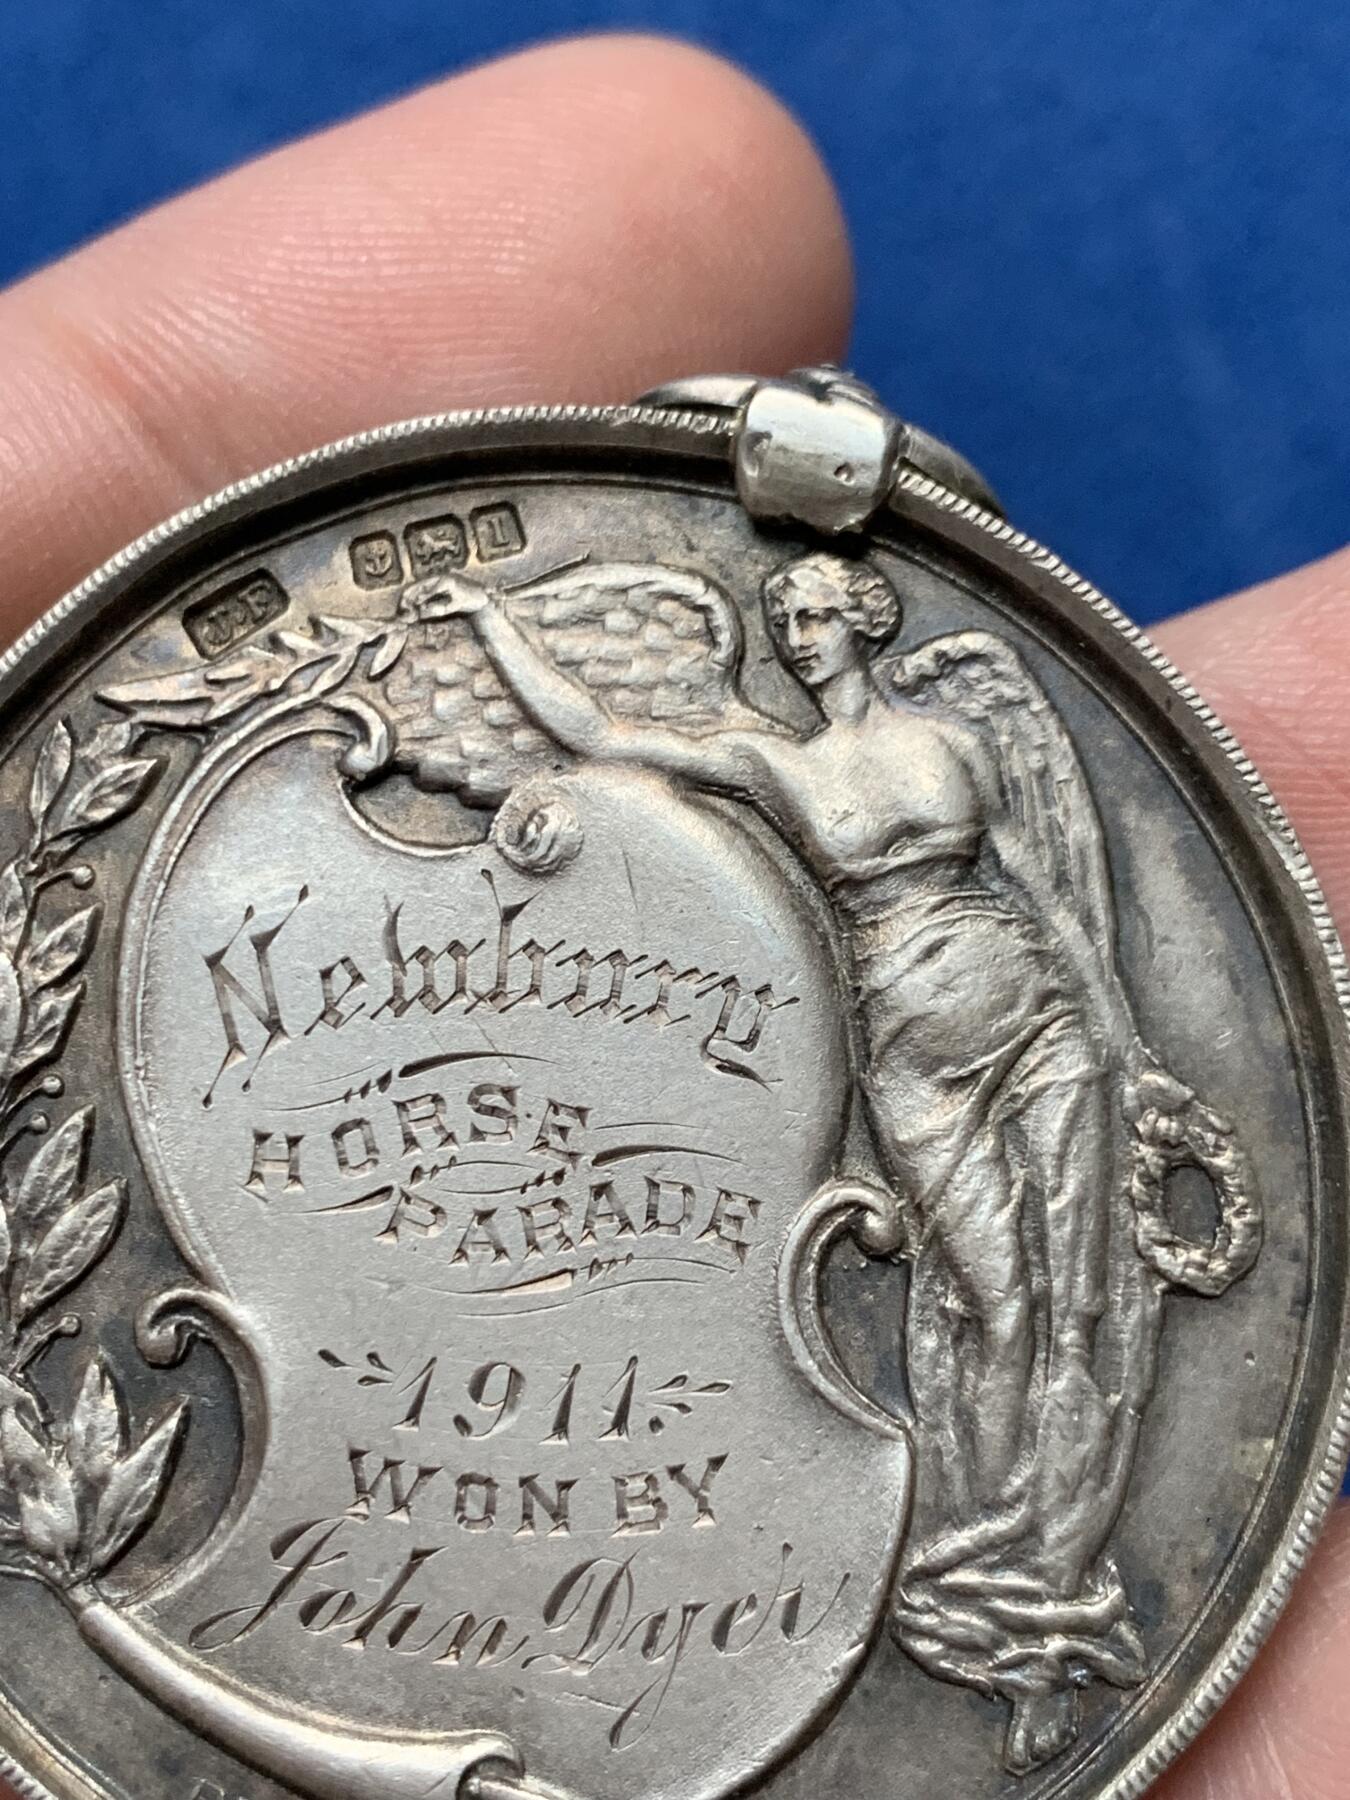 J.F
L
Newbury
HORSE
PARADE
1911
WON BY
John Dyer